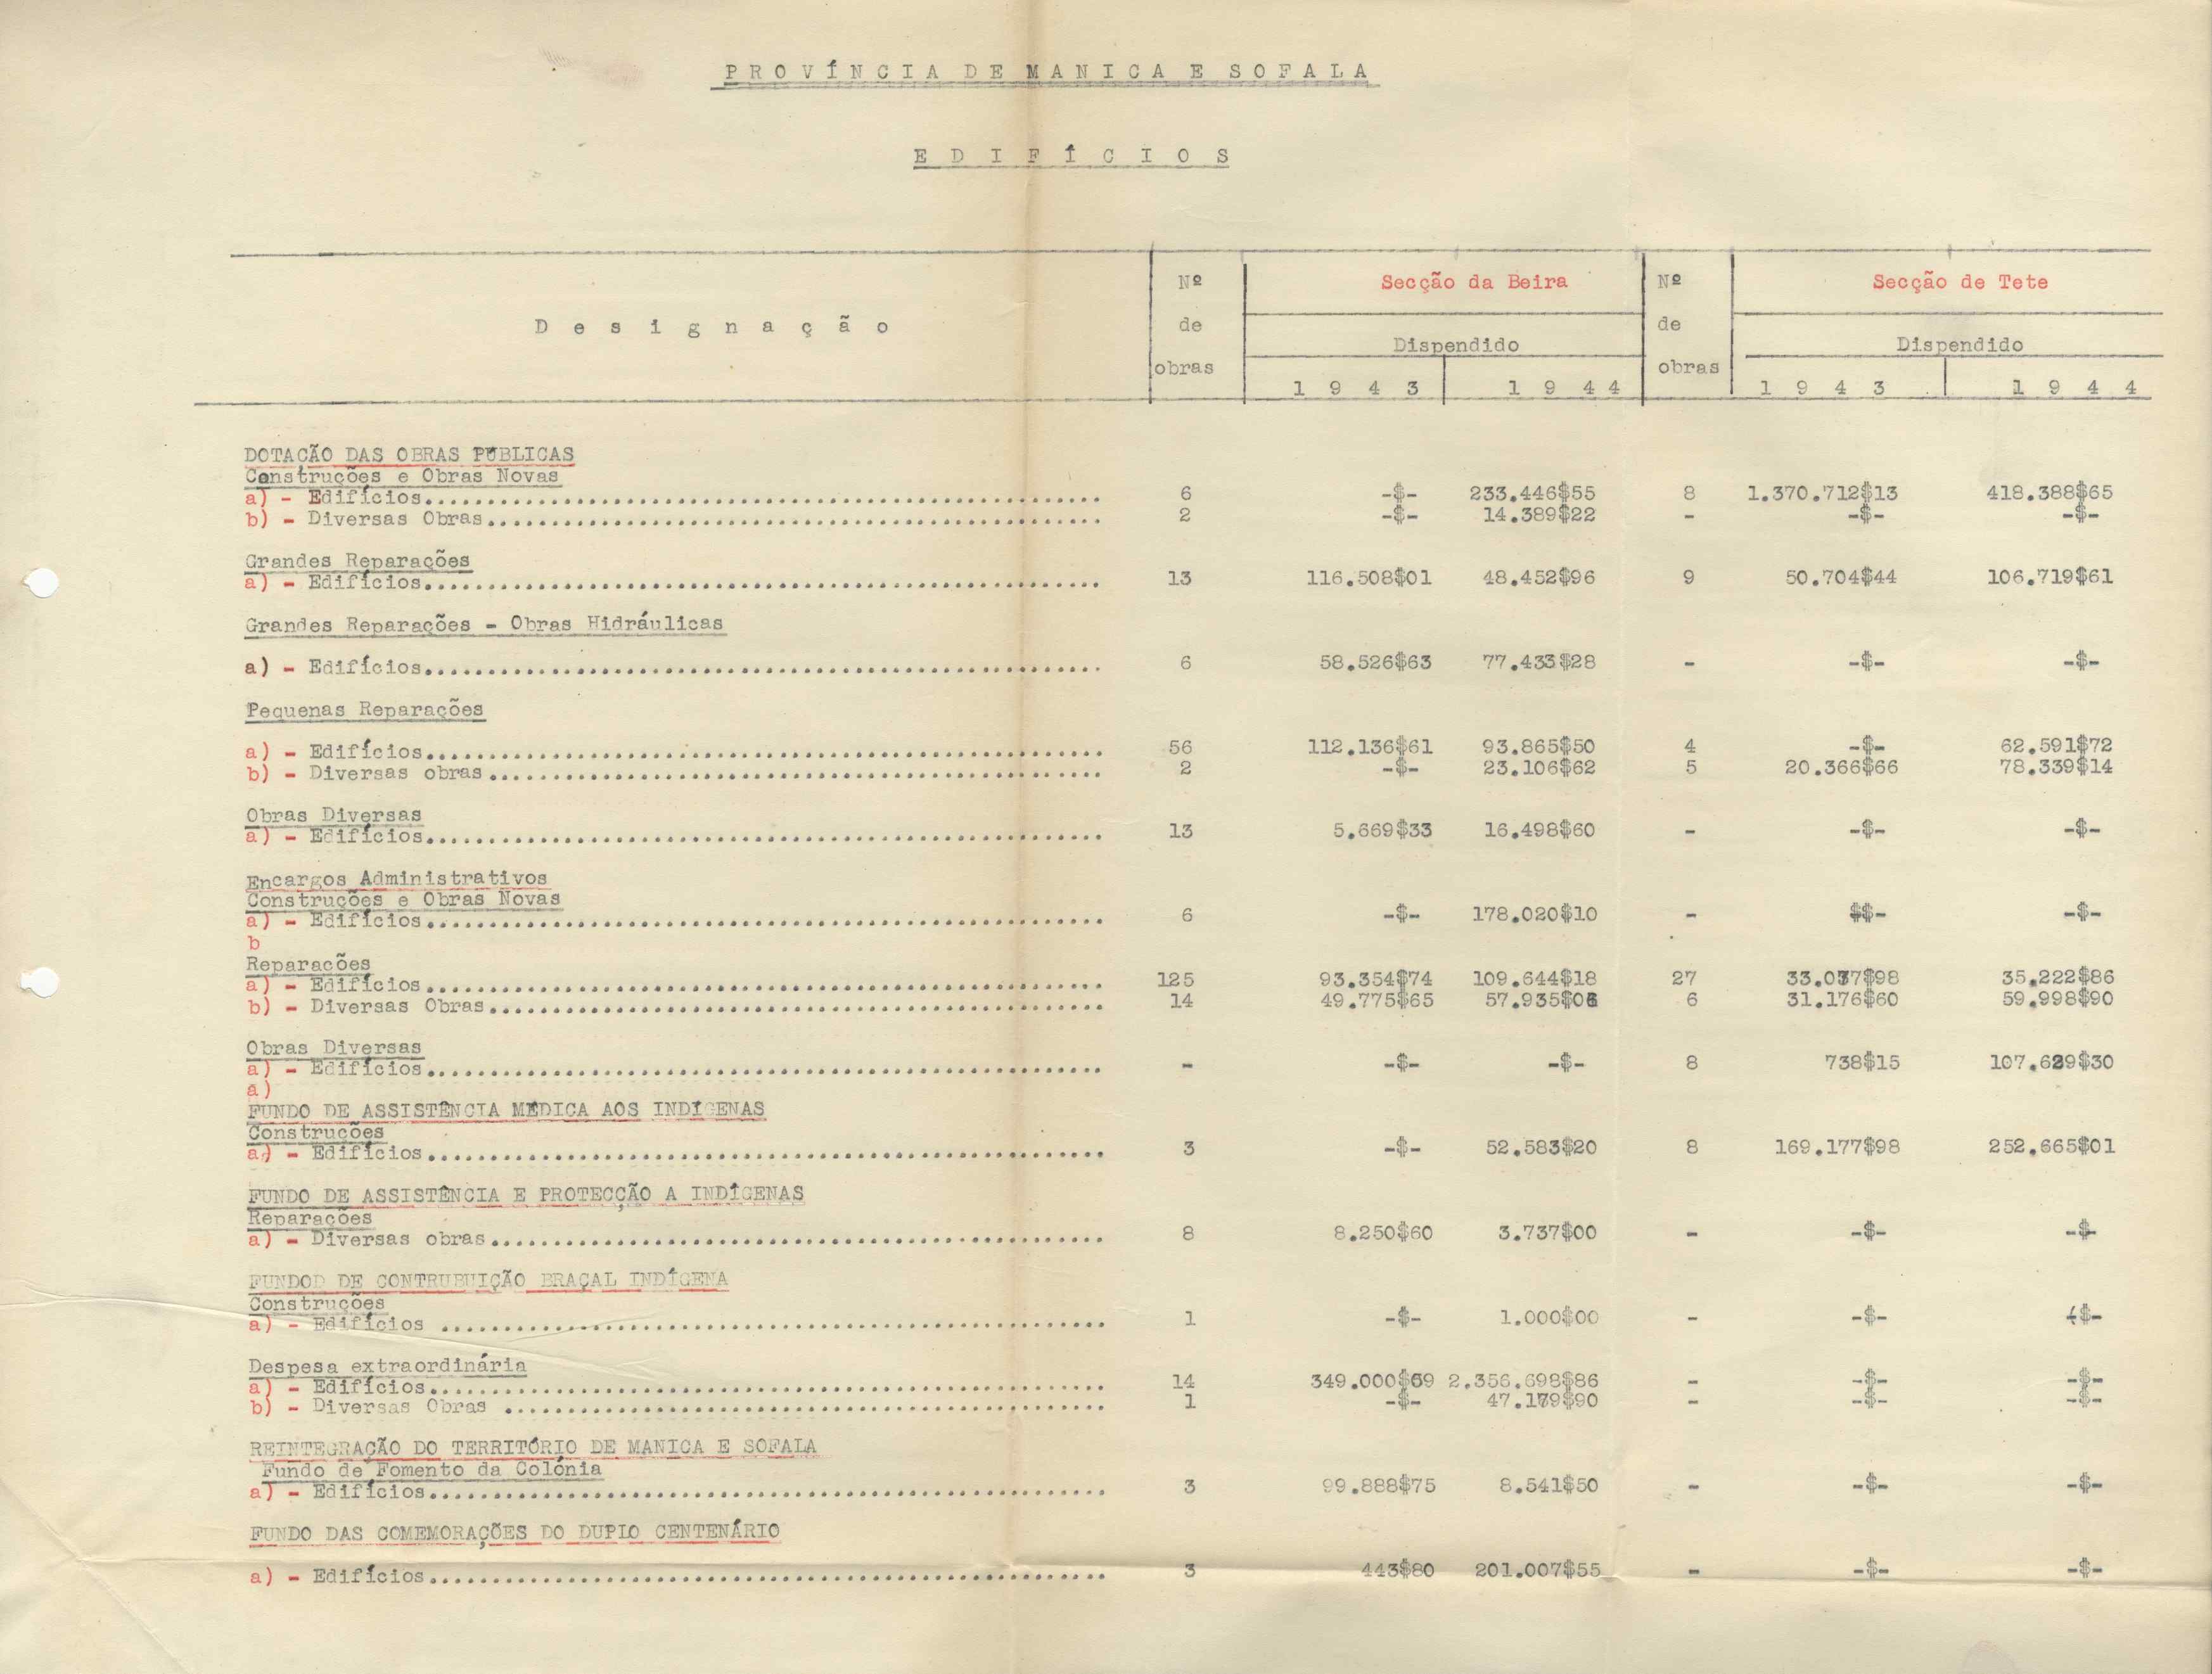 PROVÍNCIA DE MANICA E SOFALA
EDIFÍCIOS
Designação Nº de obras Secção da Beira Nº de obras Secção de Tete
Dispendido Dispendido
1943 1944 1943 1944
DOTAÇÃO DAS OBRAS PÚBLICAS
Construções e Obras Novas
a) - Edifícios 6 -$- 233.446$55 8 1.370.712$13 418.388$65
b) - Diversas Obras 2 -$- 14.389$22 - -$- -$-
Grandes Reparações
a) - Edifícios 13 116.508$01 48.452$96 9 50.704$44 106.719$61
Grandes Reparações - Obras Hidráulicas
a) - Edifícios 6 58.526$63 77.433$28 - -$- -$-
Pequenas Reparações
a) - Edifícios 56 112.136$61 93.865$50 4 -$- 62.591$72
b) - Diversas obras 2 -$- 23.106$62 5 20.366$66 78.339$14
Obras Diversas
a) - Edifícios 13 5.669$33 16.498$60 - -$- -$-
Encargos Administrativos
Construções e Obras Novas
a) - Edifícios 6 -$- 178.020$10 - $$- -$-
b
Reparações
a) - Edifícios 125 93.354$74 109.644$18 27 35.222$86
b) - Diversas Obras 14 49.775$65 6 31.176$60 59.998$90
Obras Diversas
a) - Edifícios - -$- -$- 8 738$15
a)
FUNDO DE ASSISTÊNCIA MÉDICA AOS INDÍGENAS
Construções
a) - Edifícios 3 -$- 52.583$20 8 169.177$98 252.665$01
FUNDO DE ASSISTÊNCIA E PROTECÇÃO A INDÍGENAS
Reparações
a) - Diversas obras 8 8.250$60 3.737$00 - -$- -$-
FUNDOD DE CONTRUBUIÇÃO BRAÇAL INDÍGENA
Construções
a) - Edifícios 1 -$- 1.000$00 - -$- ($-
Despesa extraordinária
a) - Edifícios 14 2.356.698$86 - -$- -$-
b) - Diversas Obras 1 -$- - -$- -$-
REINTEGRAÇÃO DO TERRITÓRIO DE MANICA E SOFALA
Fundo de Fomento da Colónia
a) - Edifícios 3 99.888$75 8.541$50 - -$- -$-
FUNDO DAS COMEMORAÇÕES DO DUPLO CENTENÁRIO
a) - Edifícios 3 443$80 201.007$55 - -$- -$-